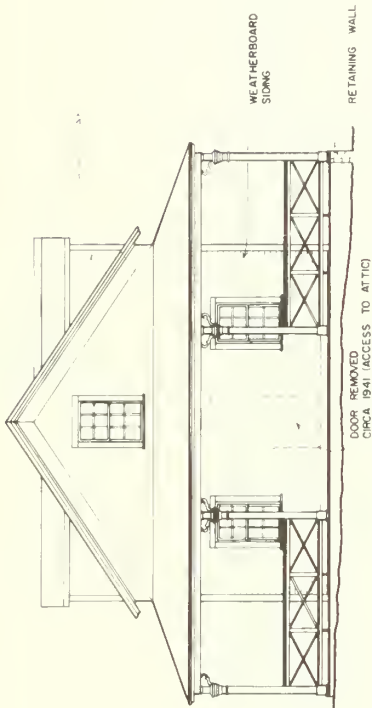 WEATHERBOARD
SIDING
RETAINING WALL
DOOR REMOVED
CIRCA 1941 (ACCESS TO ATTIC)